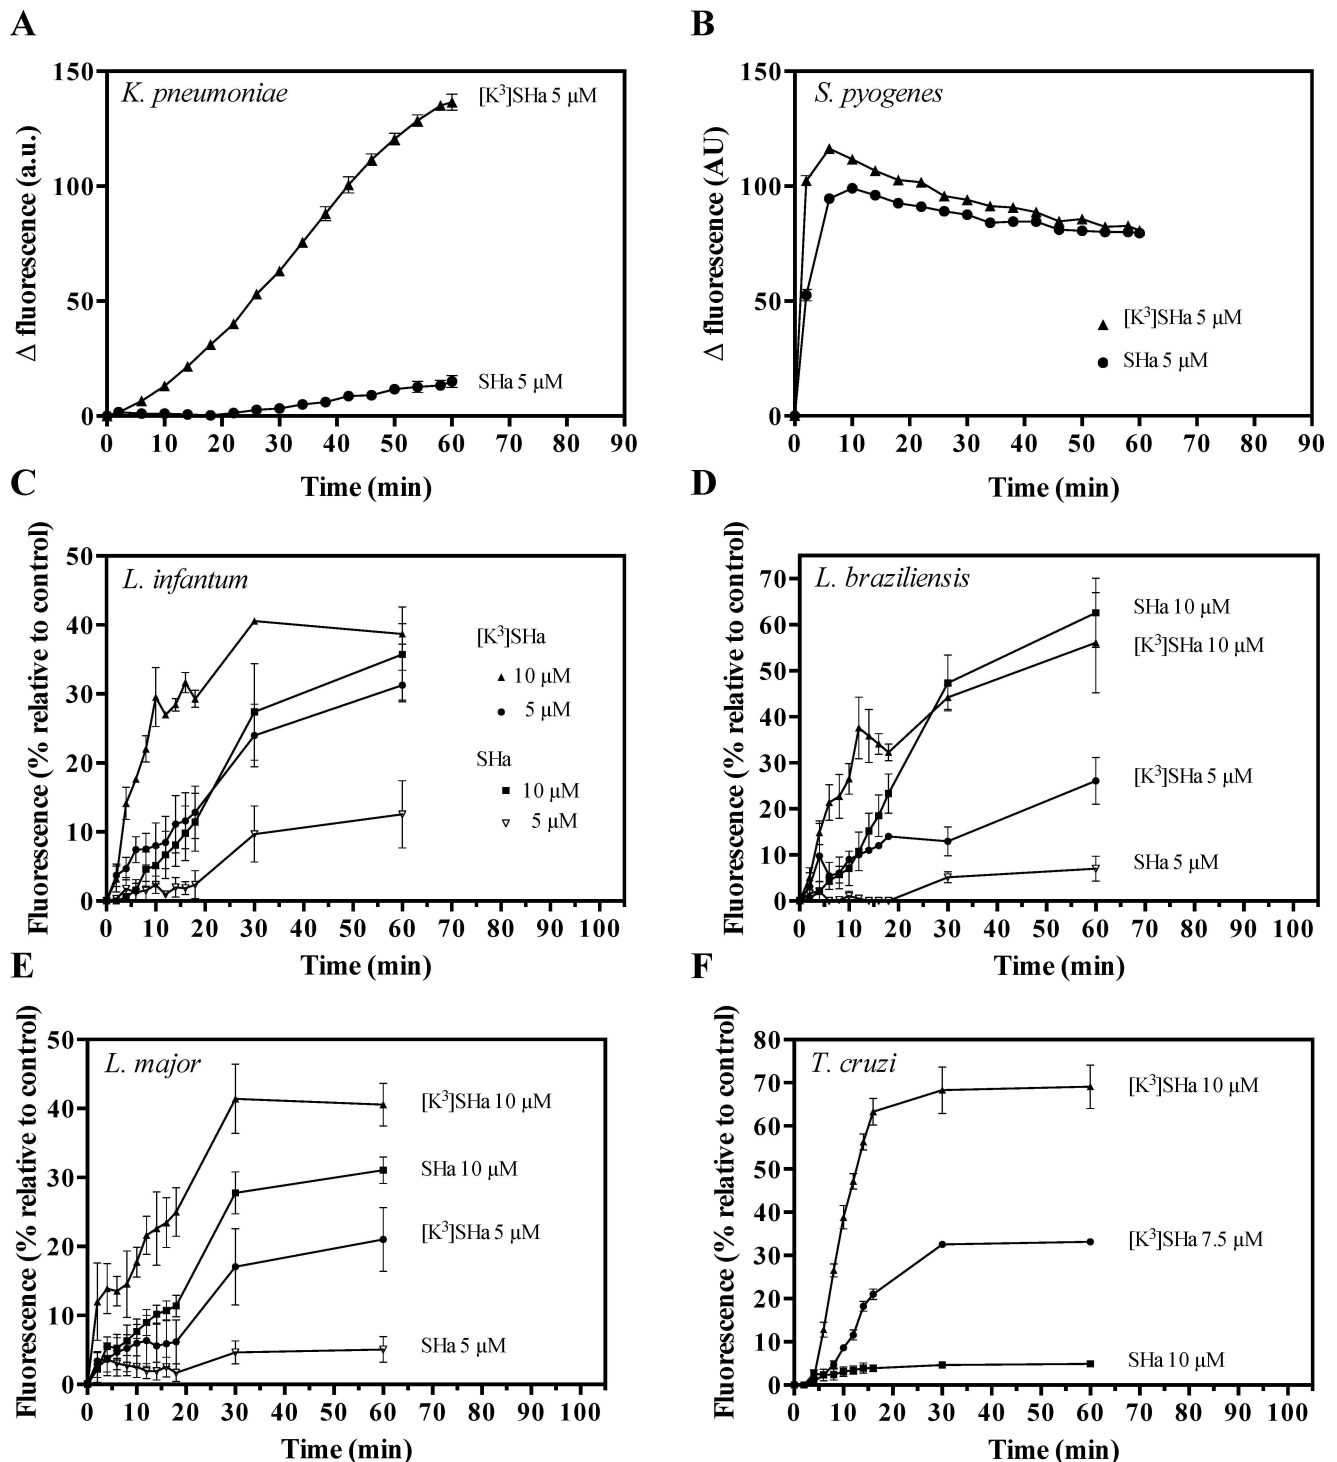 A
Δ fluorescence (a.u.)
150
100
50
0
K. pneumoniae
[K³]SHa 5 μM
SHa 5 μM
0 10 20 30 40 50 60 70 80 90
Time (min)
B
Δ fluorescence (AU)
150
100
50
0
S. pyogenes
[K³]SHa 5 μM
SHa 5 μM
0 10 20 30 40 50 60 70 80 90
Time (min)
C
Fluorescence (% relative to control)
50
40
30
20
10
0
L. infantum
[K³]SHa
10 μM
5 μM
SHa
10 μM
5 μM
0 10 20 30 40 50 60 70 80 90 100
Time (min)
D
Fluorescence (% relative to control)
70
60
50
40
30
20
10
0
L. braziliensis
SHa 10 μM
[K³]SHa 10 μM
[K³]SHa 5 μM
SHa 5 μM
0 10 20 30 40 50 60 70 80 90 100
Time (min)
E
Fluorescence (% relative to control)
50
40
30
20
10
0
L. major
[K³]SHa 10 μM
SHa 10 μM
[K³]SHa 5 μM
SHa 5 μM
0 10 20 30 40 50 60 70 80 90 100
Time (min)
F
Fluorescence (% relative to control)
80
70
60
50
40
30
20
10
0
T. cruzi
[K³]SHa 10 μM
[K³]SHa 7.5 μM
SHa 10 μM
0 10 20 30 40 50 60 70 80 90 100
Time (min)